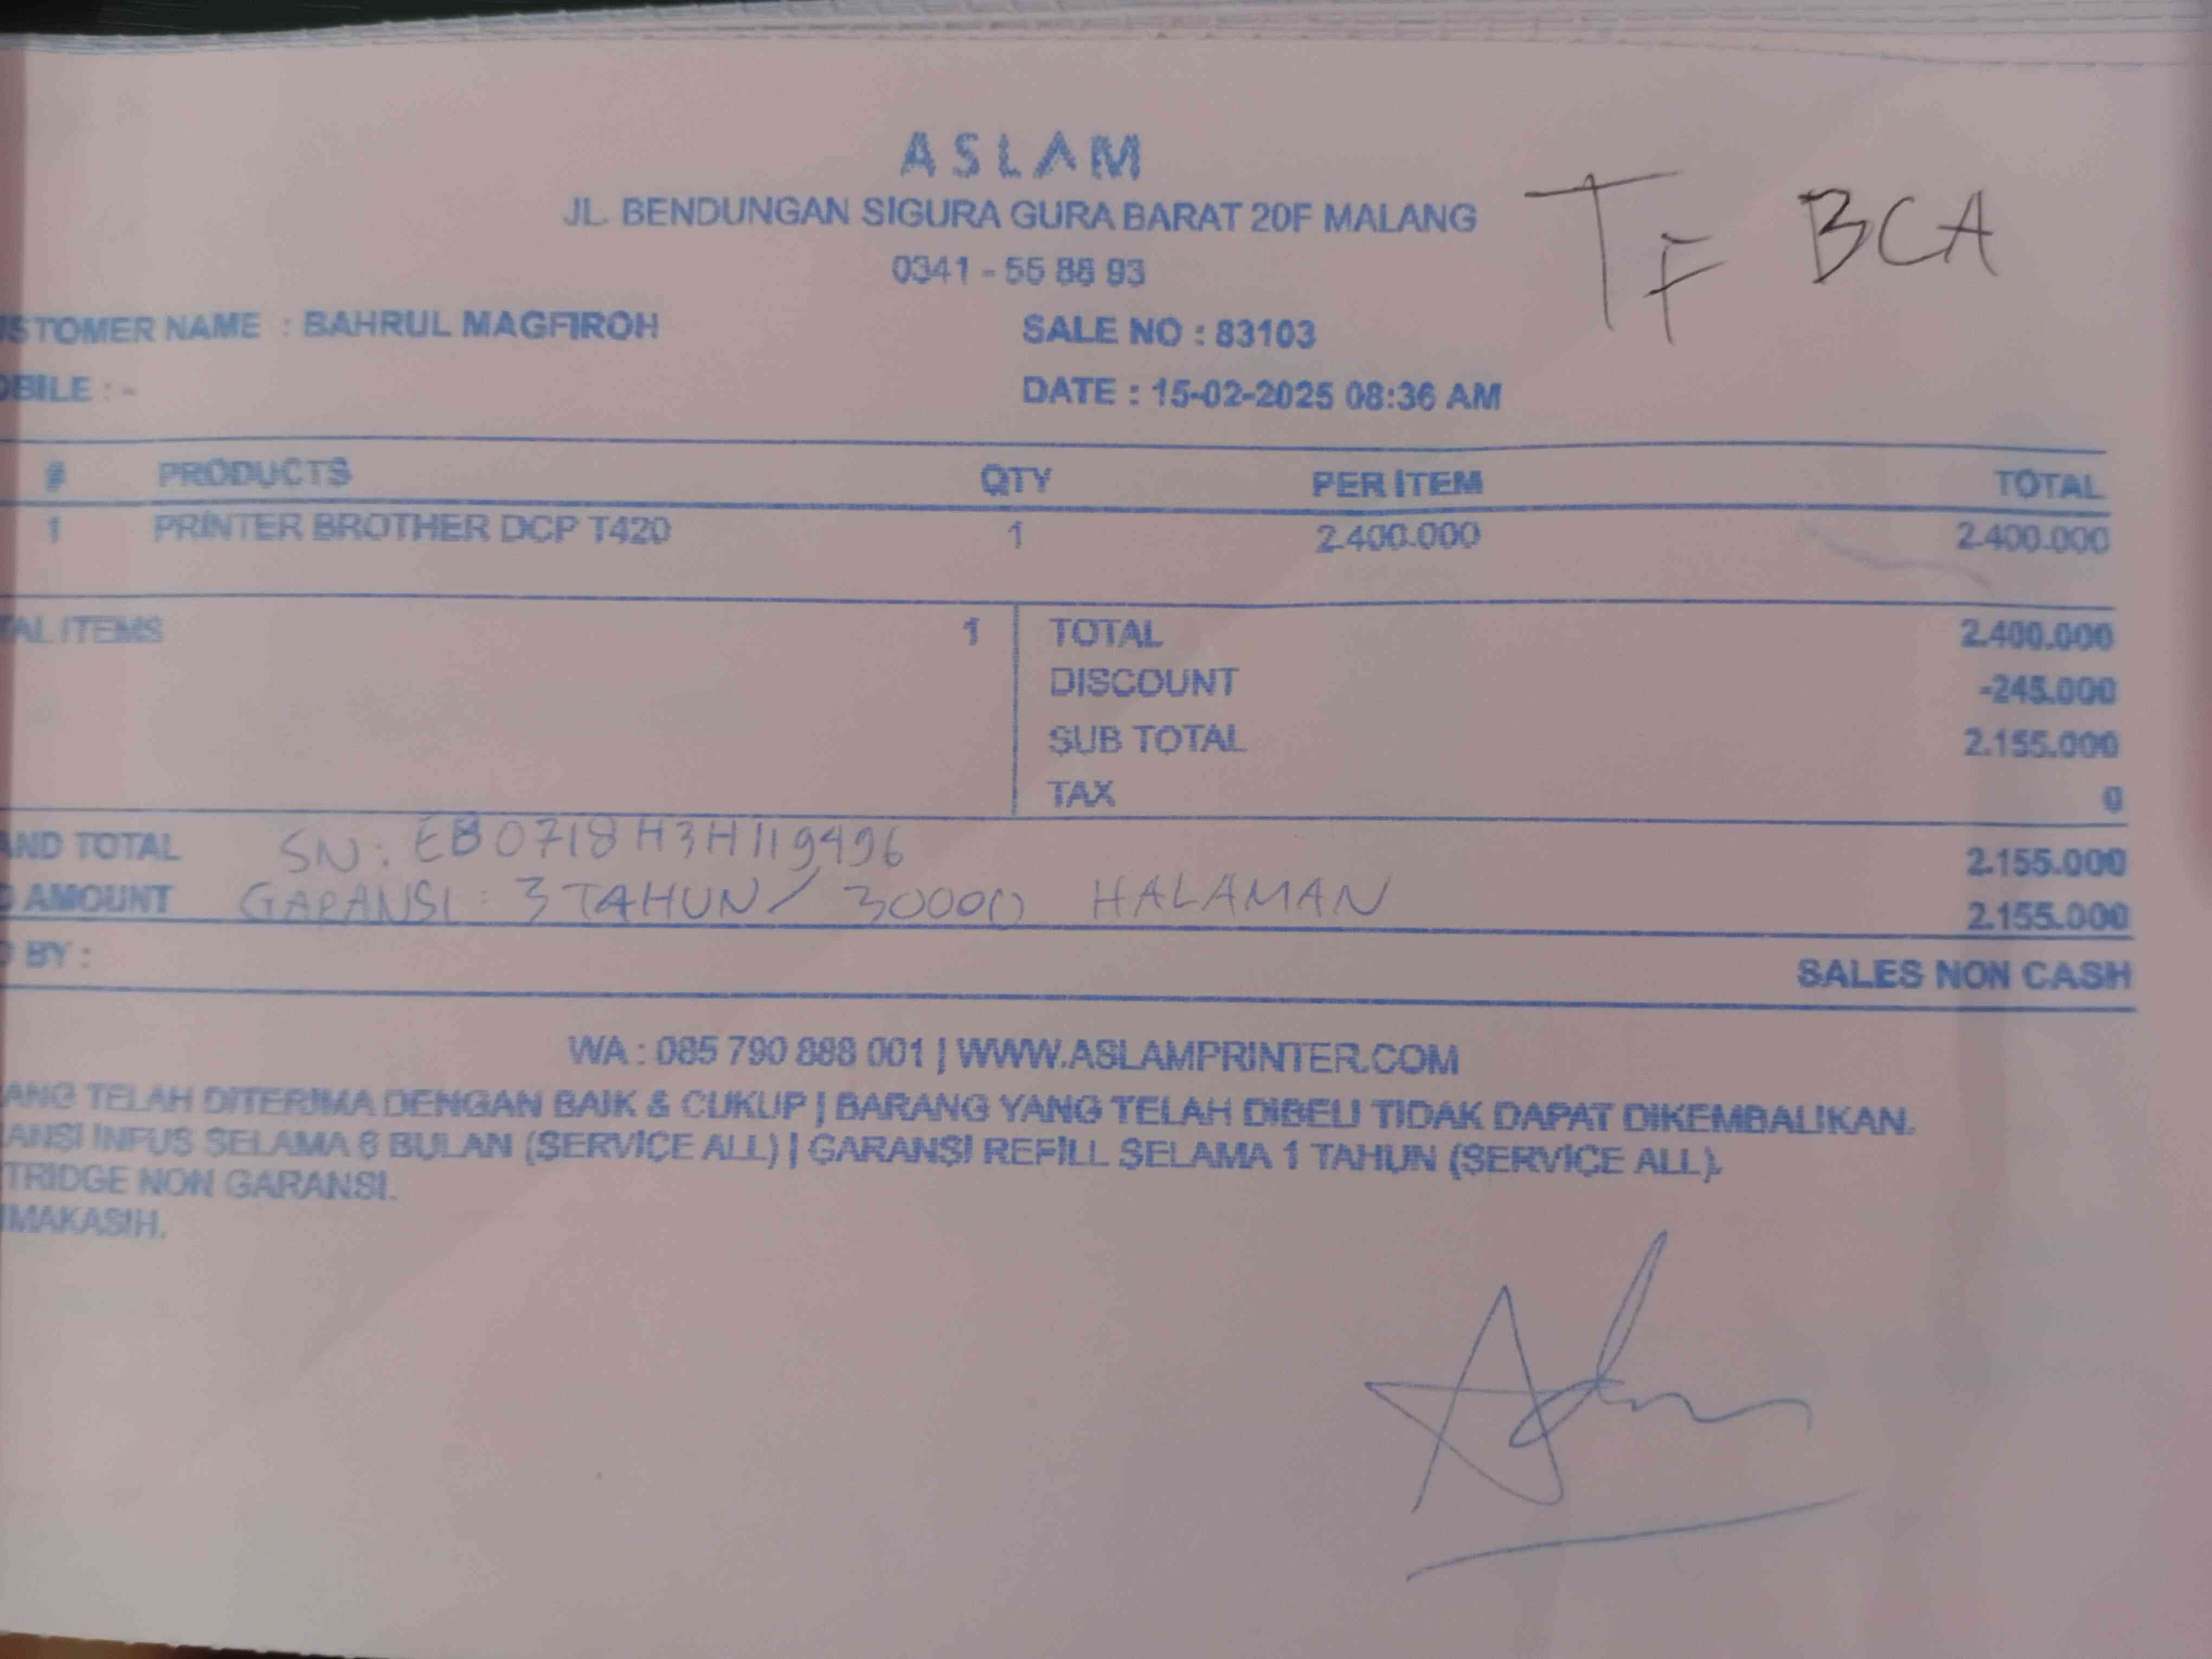 ASLAM
JL. BENDUNGAN SIGURA GURA BARAT 20F MALANG
0341 - 55 88 93
TF BCA
STOMER NAME : BAHRUL MAGFIROH
SALE NO : 83103
OBILE : -
DATE : 15-02-2025 08:36 AM
# PRODUCTS QTY PER ITEM TOTAL
1 PRINTER BROTHER DCP T420 1 2.400.000 2.400.000
TAL ITEMS 1
TOTAL 2.400.000
DISCOUNT -245.000
SUB TOTAL 2.155.000
TAX 0
AND TOTAL 2.155.000
SN: EB0718H3H119496
AMOUNT 2.155.000
GARANSI : 3 TAHUN / 30000 HALAMAN
BY : SALES NON CASH
WA : 085 790 888 001 | WWW.ASLAMPRINTER.COM
ANG TELAH DITERIMA DENGAN BAIK & CUKUP | BARANG YANG TELAH DIBELI TIDAK DAPAT DIKEMBALIKAN.
ANSI INFUS SELAMA 6 BULAN (SERVICE ALL) | GARANSI REFILL SELAMA 1 TAHUN (SERVICE ALL).
TRIDGE NON GARANSI.
IMAKASIH.